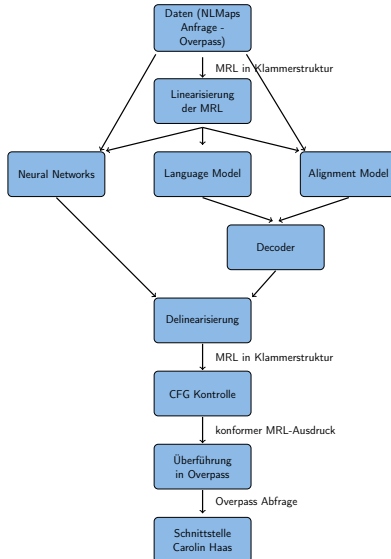 Daten (NLMaps
Anfrage -
Overpass)
MRL in Klammerstruktur
Linearisierung
der MRL
Neural Networks
Language Model
Alignment Model
Decoder
Delinearisierung
MRL in Klammerstruktur
CFG Kontrolle
konformer MRL-Ausdruck
Überführung
in Overpass
Overpass Abfrage
Schnittstelle
Carolin Haas